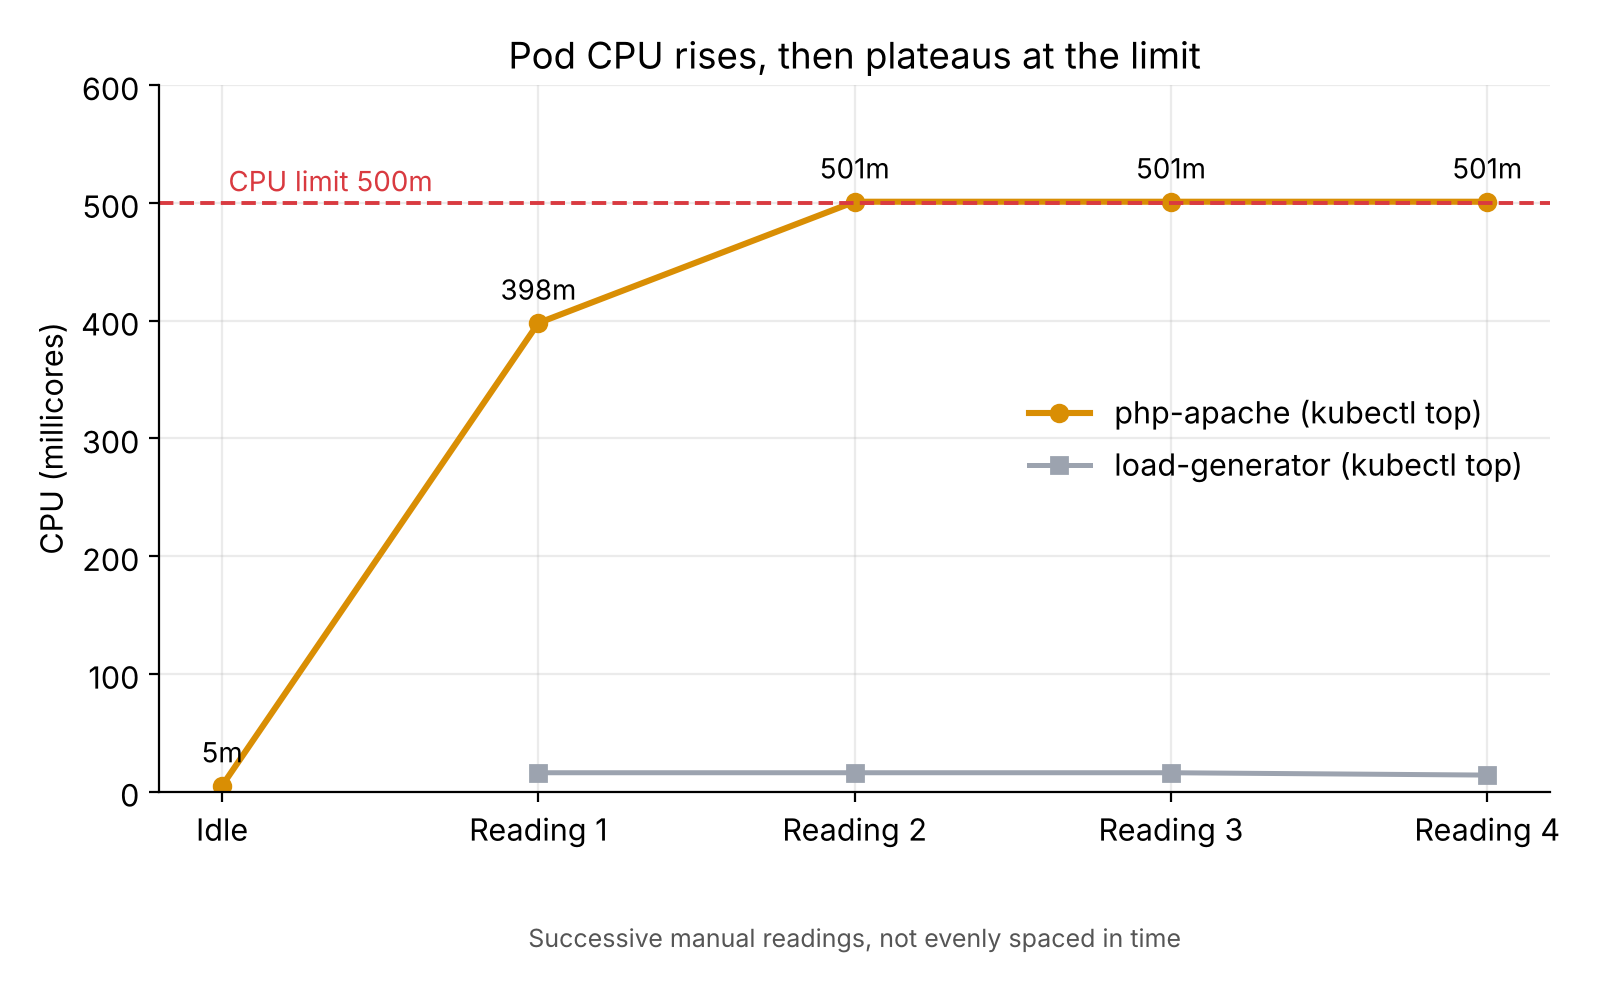 Pod CPU rises, then plateaus at the limit
CPU (millicores)
600
500
400
300
200
100
0
CPU limit 500m
5m
398m
501m
501m
501m
php-apache (kubectl top)
load-generator (kubectl top)
Idle
Reading 1
Reading 2
Reading 3
Reading 4
Successive manual readings, not evenly spaced in time